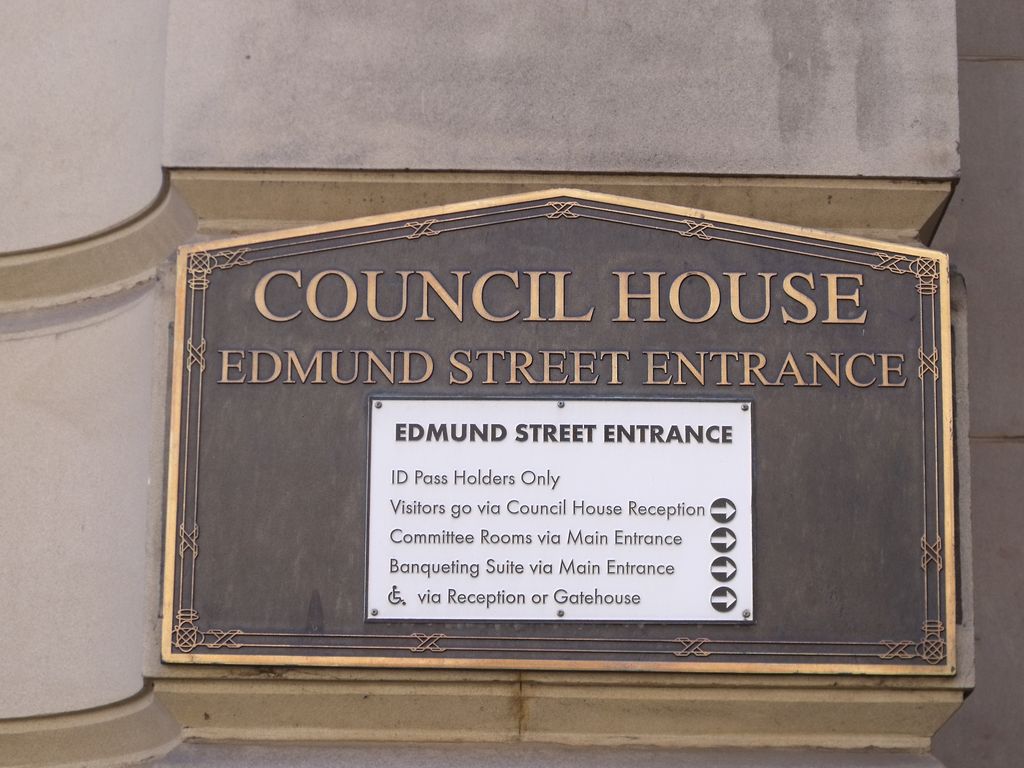 COUNCIL HOUSE
EDMUND STREET ENTRANCE
EDMUND STREET ENTRANCE
ID Pass Holders Only
Visitors go via Council House Reception
Committee Rooms via Main Entrance
Banqueting Suite via Main Entrance
via Reception or Gatehouse